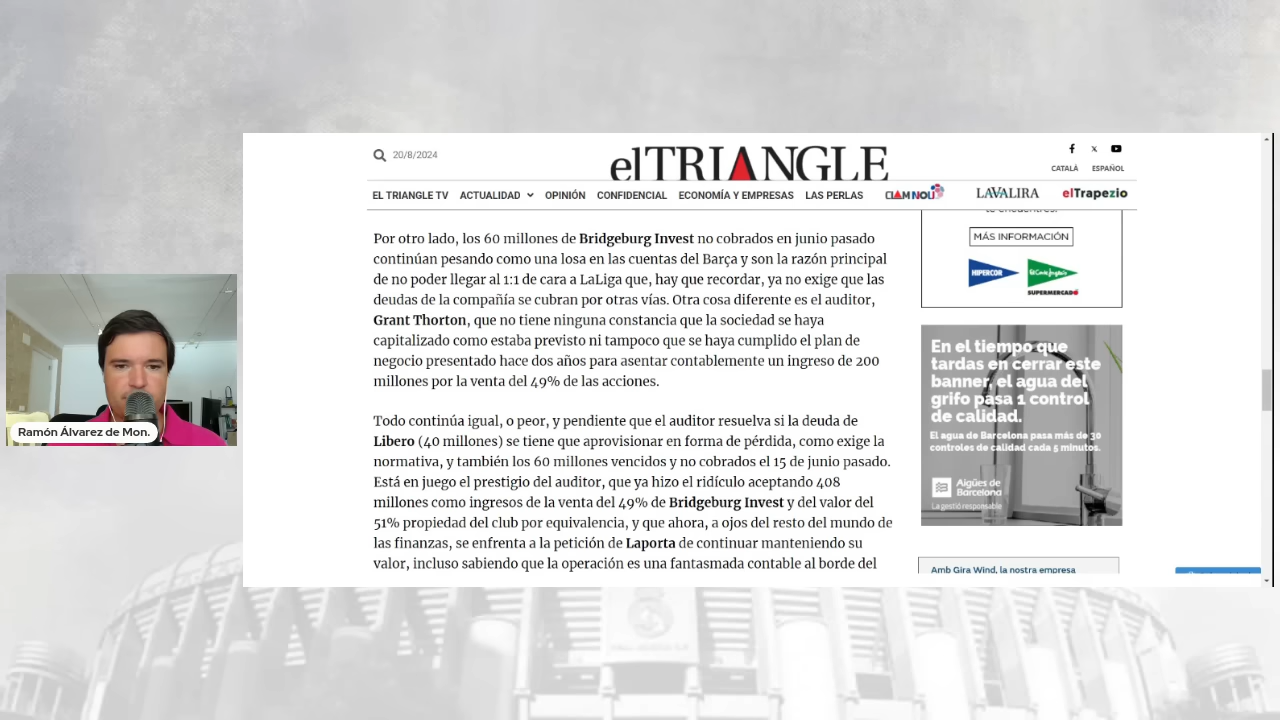 20/8/2024
elTRIANGLE
CATALÁ ESPAÑOL
EL TRIANGLE TV ACTUALIDAD OPINIÓN CONFIDENCIAL ECONOMÍA Y EMPRESAS LAS PERLAS CLAM NOU LAVALIRA elTrapezio
Por otro lado, los 60 millones de Bridgeburg Invest no cobrados en junio pasado
continúan pesando como una losa en las cuentas del Barça y son la razón principal
de no poder llegar al 1:1 de cara a LaLiga que, hay que recordar, ya no exige que las
deudas de la compañía se cubran por otras vías. Otra cosa diferente es el auditor,
Grant Thorton, que no tiene ninguna constancia que la sociedad se haya
capitalizado como estaba previsto ni tampoco que se haya cumplido el plan de
negocio presentado hace dos años para asentar contablemente un ingreso de 200
millones por la venta del 49% de las acciones.
Todo continúa igual, o peor, y pendiente que el auditor resuelva si la deuda de
Libero (40 millones) se tiene que aprovisionar en forma de pérdida, como exige la
normativa, y también los 60 millones vencidos y no cobrados el 15 de junio pasado.
Está en juego el prestigio del auditor, que ya hizo el ridículo aceptando 408
millones como ingresos de la venta del 49% de Bridgeburg Invest y del valor del
51% propiedad del club por equivalencia, y que ahora, a ojos del resto del mundo de
las finanzas, se enfrenta a la petición de Laporta de continuar manteniendo su
valor, incluso sabiendo que la operación es una fantasmada contable al borde del
MÁS INFORMACIÓN
HIPERCOR El Corte Inglés
SUPERMERCADO
En el tiempo que
tardas en cerrar este
banner, el agua del
grifo pasa 1 control
de calidad.
El agua de Barcelona pasa más de 30
controles de calidad cada 5 minutos.
Aigües de
Barcelona
La gestió responsable
Amb Gira Wind, la nostra empresa
Ramón Álvarez de Mon.